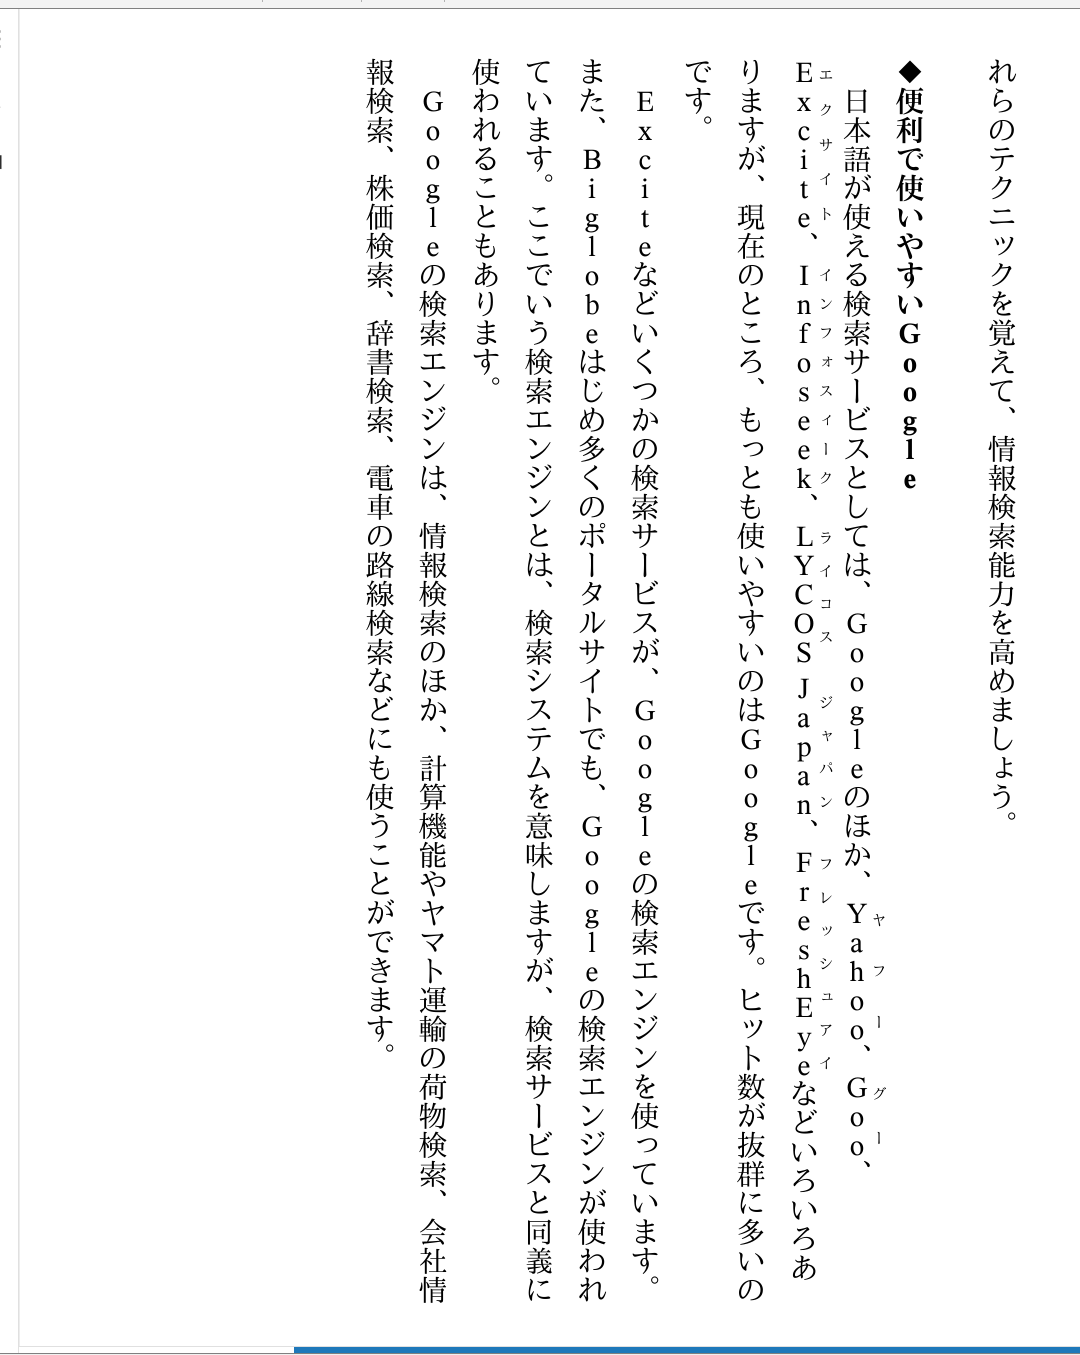 れらのテクニックを覚えて、情報検索能力を高めましょう。
◆便利で使いやすいGoogle
日本語が使える検索サービスとしては、Googleのほか、Yahoo、Goo、
ヤフー グー
Excite、Infoseek、LYCOS Japan、FreshEyeなどいろいろあ
エクサイト インフォスィーク ライコス ジャパン フレッシュアイ
りますが、現在のところ、もっとも使いやすいのはGoogleです。ヒット数が抜群に多いの
です。
Exciteなどいくつかの検索サービスが、Googleの検索エンジンを使っています。
また、Biglobeはじめ多くのポータルサイトでも、Googleの検索エンジンが使われ
ています。ここでいう検索エンジンとは、検索システムを意味しますが、検索サービスと同義に
使われることもあります。
Googleの検索エンジンは、情報検索のほか、計算機能やヤマト運輸の荷物検索、会社情
報検索、株価検索、辞書検索、電車の路線検索などにも使うことができます。